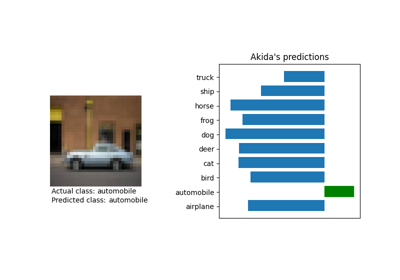 Akida's predictions
truck
ship
horse
frog
dog
deer
cat
bird
automobile
airplane
Actual class: automobile
Predicted class: automobile